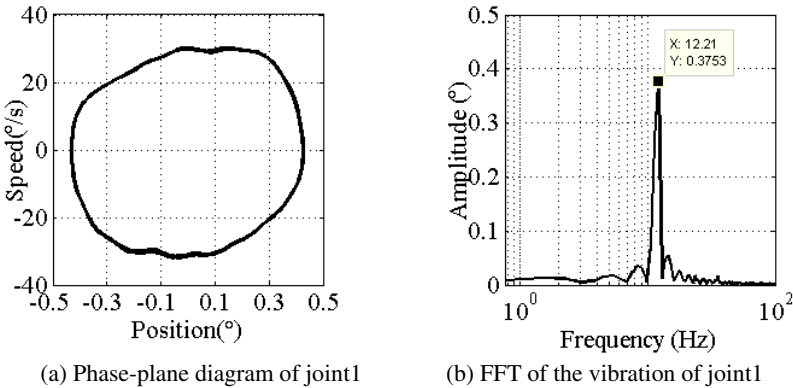 40
20
0
-20
-40
Speed(°/s)
-0.5 -0.3 -0.1 0.1 0.3 0.5
Position(°)
(a) Phase-plane diagram of joint1
0.5
0.4
0.3
0.2
0.1
0
Amplitude (°)
X: 12.21
Y: 0.3753
10^0 10^2
Frequency (Hz)
(b) FFT of the vibration of joint1